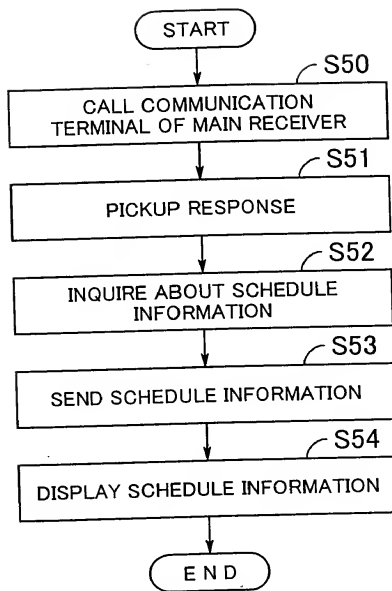 START
S50
CALL COMMUNICATION
TERMINAL OF MAIN RECEIVER
S51
PICKUP RESPONSE
S52
INQUIRE ABOUT SCHEDULE
INFORMATION
S53
SEND SCHEDULE INFORMATION
S54
DISPLAY SCHEDULE INFORMATION
END